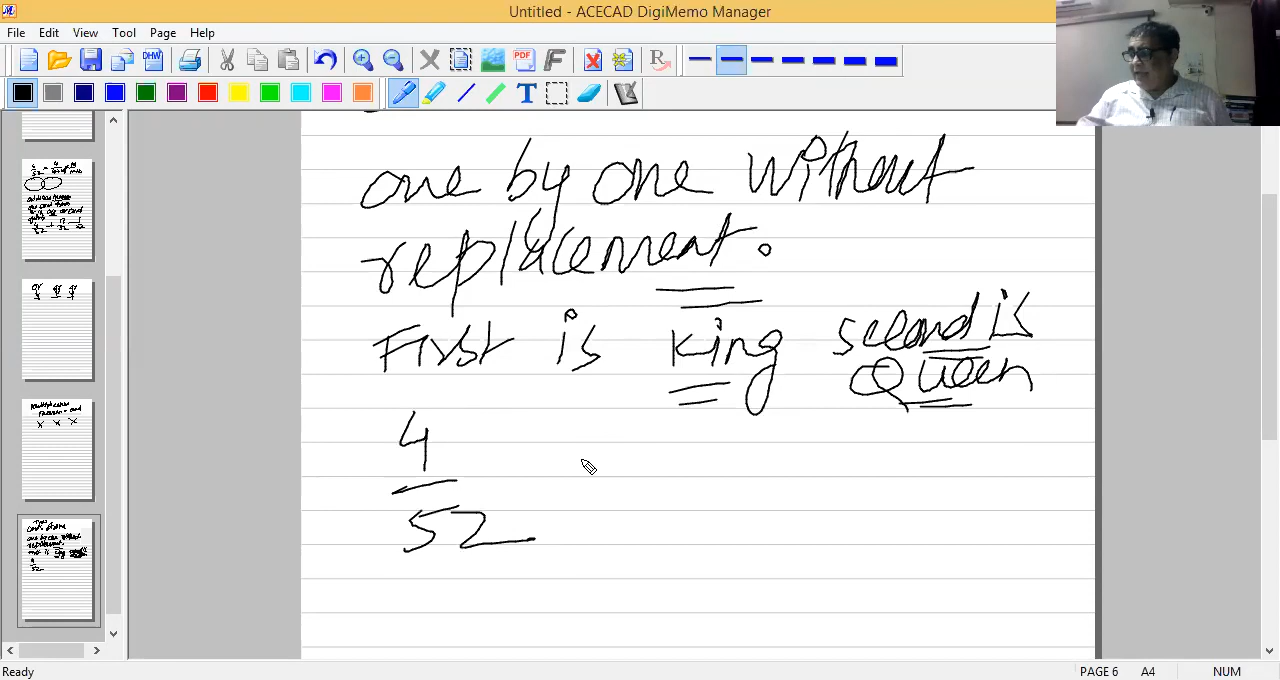 Untitled - ACECAD DigiMemo Manager
File Edit View Tool Page Help
one by one without
replacement.
First is king second is
Queen
4
52
Ready PAGE 6 A4 NUM